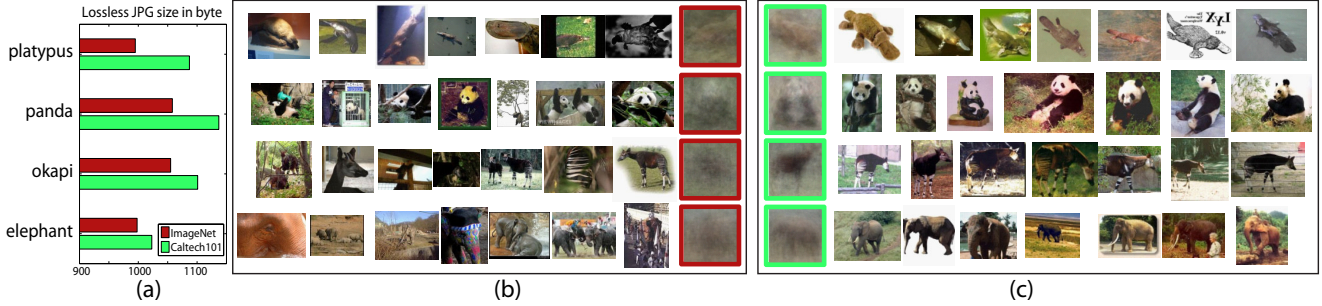 Lossless JPG size in byte
platypus
panda
okapi
elephant
ImageNet
Caltech101
900
1000
1100
(a)
(b)
(c)